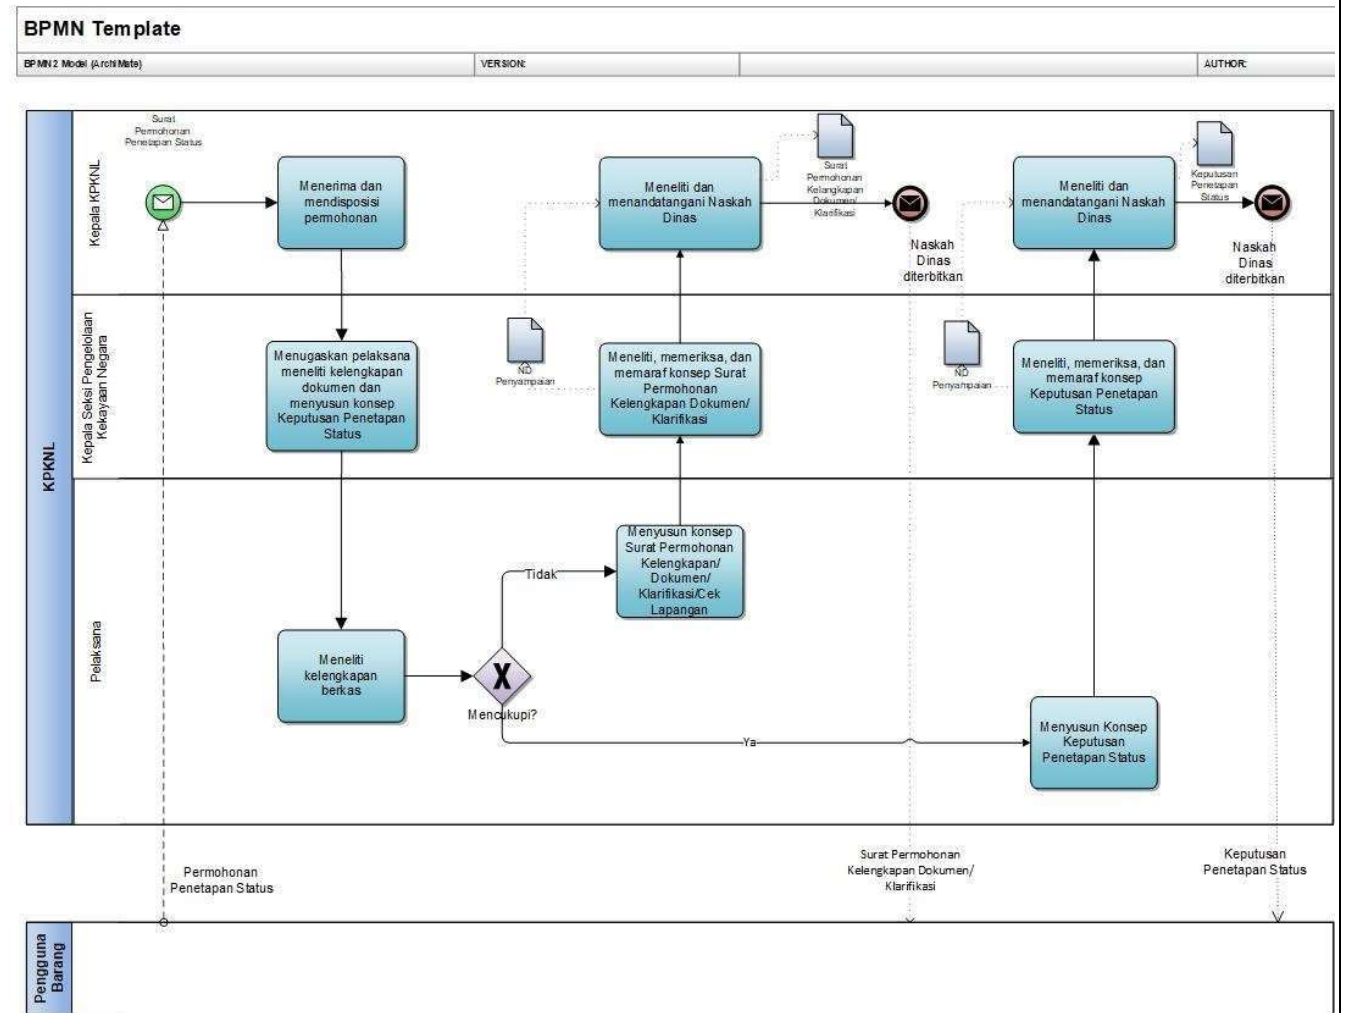 BPMN Template
BPMN2 Model (ArchiMate)
VERSION:
AUTHOR:
KPKNL
Kepala KPKNL
Surat
Permohonan
Penetapan Status
Menerima dan
mendisposisi
permohonan
Meneliti dan
menandatangani Naskah
Dinas
Surat
Permohonan
Kelangkapan
Dokumen/
Klarifikasi
Naskah
Dinas
diterbitkan
Meneliti dan
menandatangani Naskah
Dinas
Keputusan
Penetapan
Status
Naskah
Dinas
diterbitkan
Kepala Seksi Pengelolaan
Kekayaan Negara
Menugaskan pelaksana
meneliti kelengkapan
dokumen dan
menyusun konsep
Keputusan Penetapan
Status
ND
Penyampaian
Meneliti, memeriksa, dan
memaraf konsep Surat
Permohonan
Kelengkapan Dokumen/
Klarifikasi
ND
Penyampaian
Meneliti, memeriksa, dan
memaraf konsep
Keputusan Penetapan
Status
Pelaksana
Meneliti
kelengkapan
berkas
Mencukupi?
Tidak
Menyusun konsep
Surat Permohonan
Kelengkapan/
Dokumen/
Klarifikasi/Cek
Lapangan
Ya
Menyusun Konsep
Keputusan
Penetapan Status
Permohonan
Penetapan Status
Surat Permohonan
Kelengkapan Dokumen/
Klarifikasi
Keputusan
Penetapan Status
Pengguna
Barang